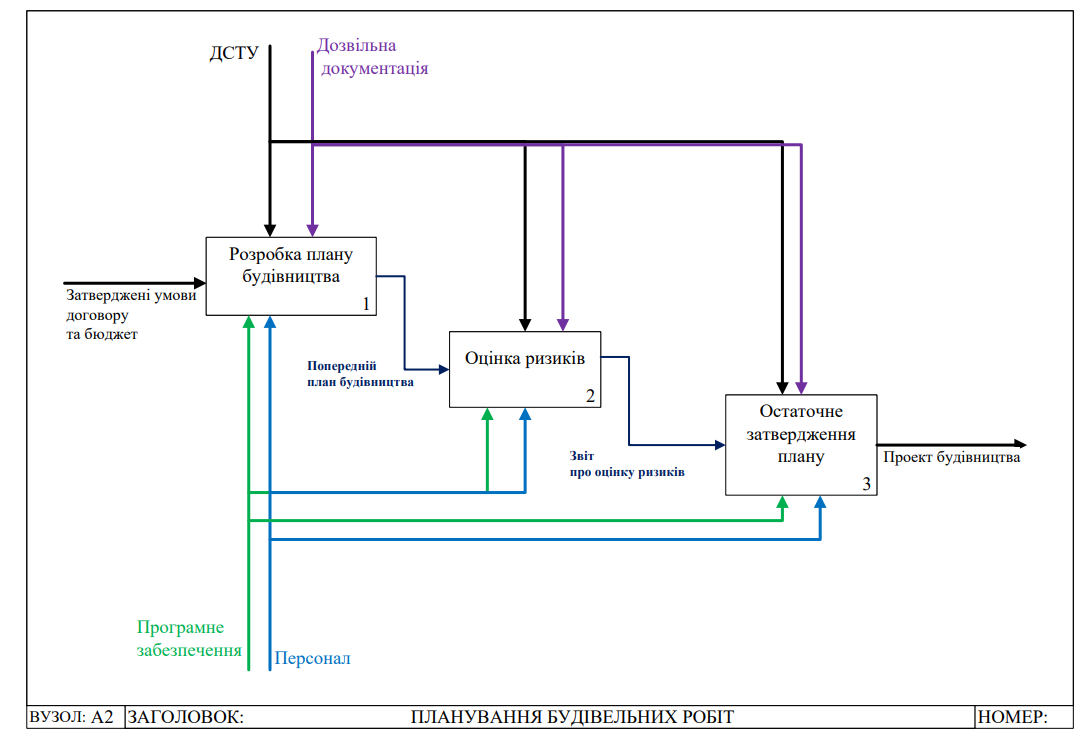 ДСТУ
Дозвільна
документація
Розробка плану
будівництва
1
Затверджені умови
договору
та бюджет
Попередній
план будівництва
Оцінка ризиків
2
Звіт
про оцінку ризиків
Остаточне
затвердження
плану
3
Проект будівництва
Програмне
забезпечення
Персонал
ВУЗОЛ: А2 ЗАГОЛОВОК: ПЛАНУВАННЯ БУДІВЕЛЬНИХ РОБІТ НОМЕР: